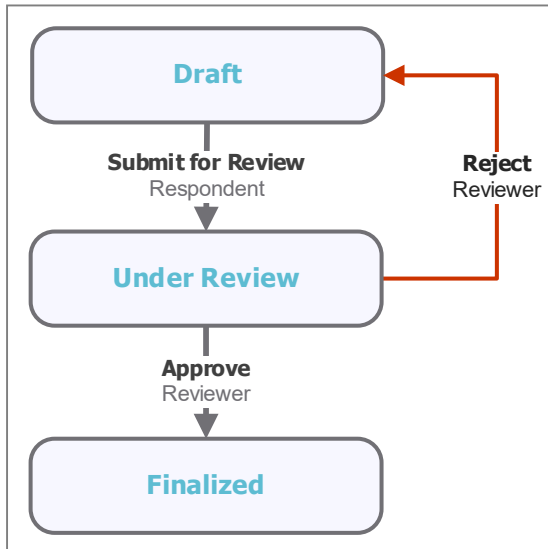 Draft
Submit for Review
Respondent
Reject
Reviewer
Under Review
Approve
Reviewer
Finalized